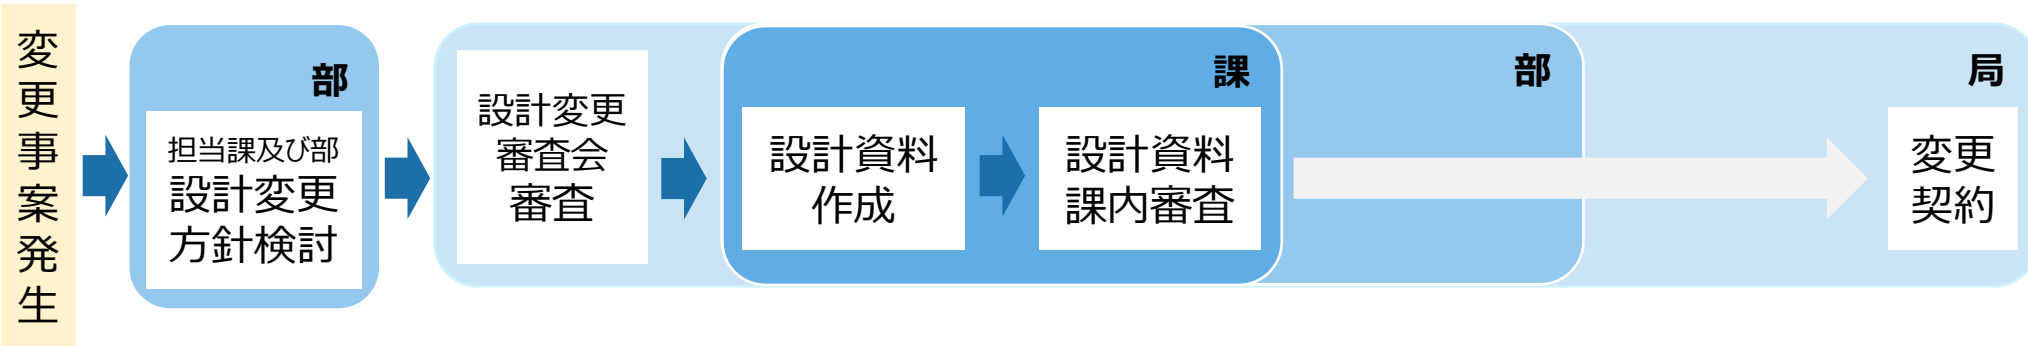 変更事案発生
部
担当課及び部
設計変更
方針検討
設計変更
審査会
審査
課
設計資料
作成
設計資料
課内審査
部
局
変更
契約